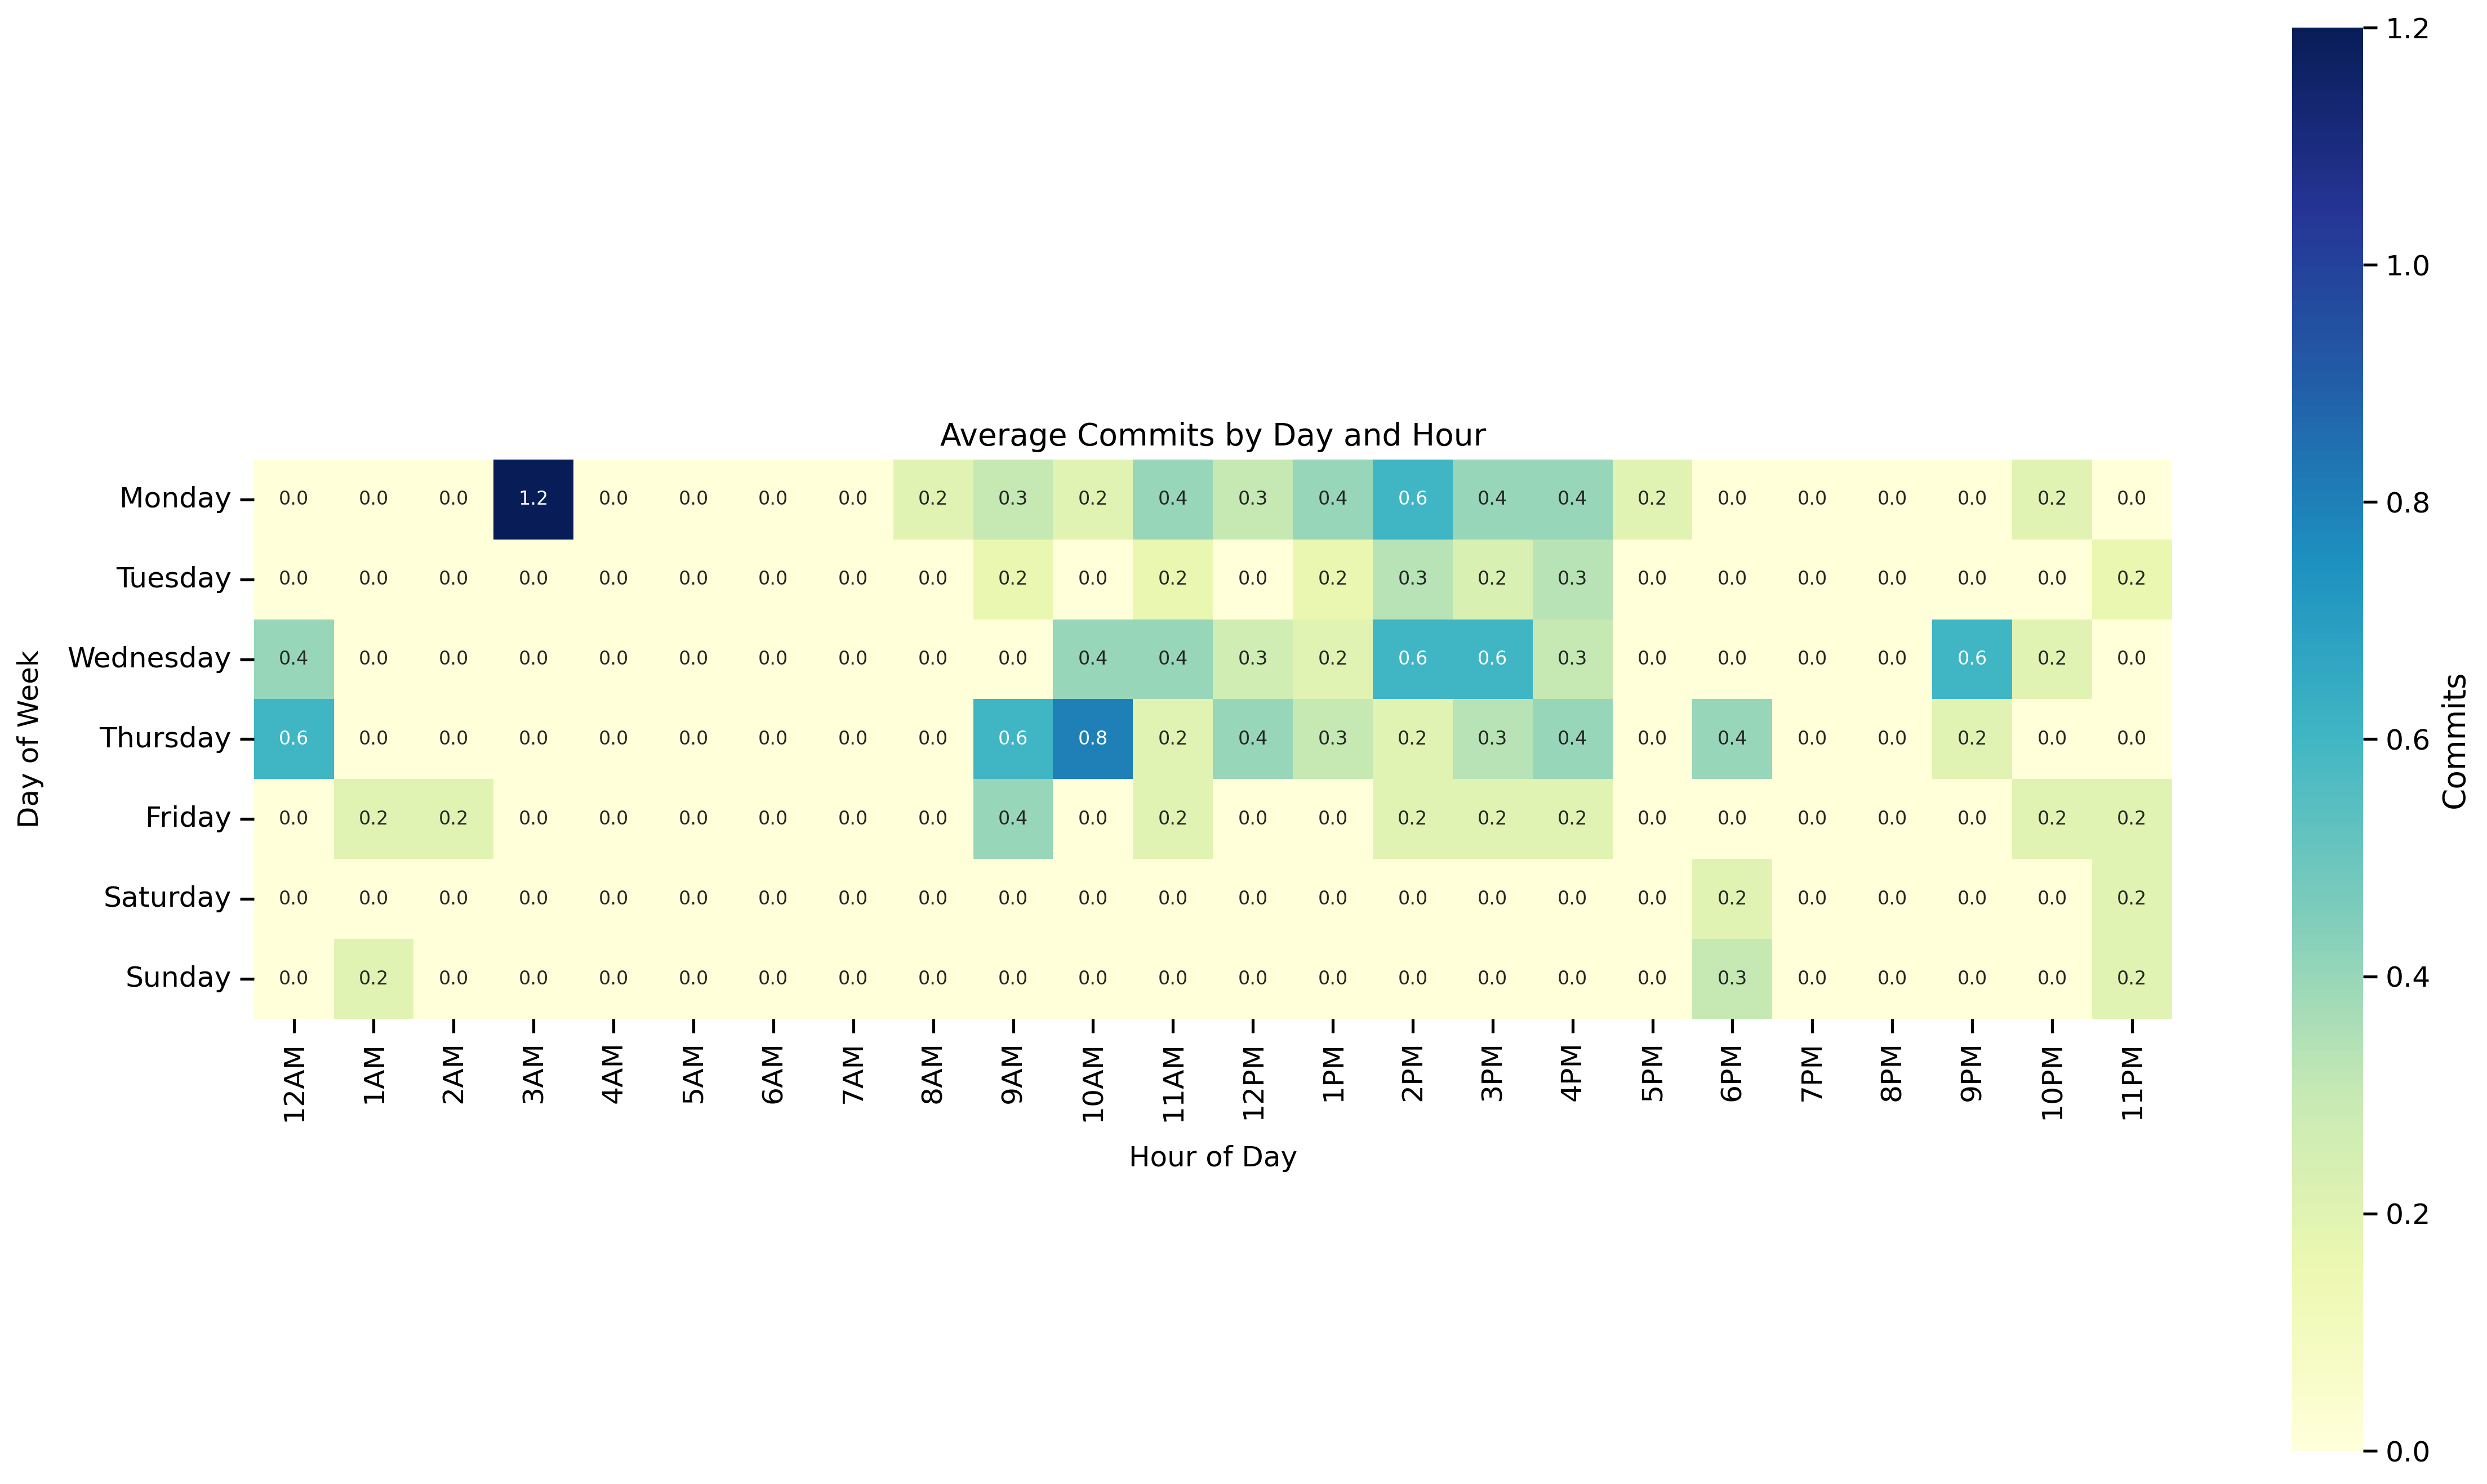 Average Commits by Day and Hour
Monday 0.0 0.0 0.0 1.2 0.0 0.0 0.0 0.0 0.2 0.3 0.2 0.4 0.3 0.4 0.6 0.4 0.4 0.2 0.0 0.0 0.0 0.0 0.2 0.0
Tuesday 0.0 0.0 0.0 0.0 0.0 0.0 0.0 0.0 0.0 0.2 0.0 0.2 0.0 0.2 0.3 0.2 0.3 0.0 0.0 0.0 0.0 0.0 0.0 0.2
Wednesday 0.4 0.0 0.0 0.0 0.0 0.0 0.0 0.0 0.0 0.0 0.4 0.4 0.3 0.2 0.6 0.6 0.3 0.0 0.0 0.0 0.0 0.6 0.2 0.0
Thursday 0.6 0.0 0.0 0.0 0.0 0.0 0.0 0.0 0.0 0.6 0.8 0.2 0.4 0.3 0.2 0.3 0.4 0.0 0.4 0.0 0.0 0.2 0.0 0.0
Friday 0.0 0.2 0.2 0.0 0.0 0.0 0.0 0.0 0.0 0.4 0.0 0.2 0.0 0.0 0.2 0.2 0.2 0.0 0.0 0.0 0.0 0.0 0.2 0.2
Saturday 0.0 0.0 0.0 0.0 0.0 0.0 0.0 0.0 0.0 0.0 0.0 0.0 0.0 0.0 0.0 0.0 0.0 0.0 0.2 0.0 0.0 0.0 0.0 0.2
Sunday 0.0 0.2 0.0 0.0 0.0 0.0 0.0 0.0 0.0 0.0 0.0 0.0 0.0 0.0 0.0 0.0 0.0 0.0 0.3 0.0 0.0 0.0 0.0 0.2
12AM 1AM 2AM 3AM 4AM 5AM 6AM 7AM 8AM 9AM 10AM 11AM 12PM 1PM 2PM 3PM 4PM 5PM 6PM 7PM 8PM 9PM 10PM 11PM
Hour of Day
Day of Week
1.2
1.0
0.8
0.6
0.4
0.2
0.0
Commits